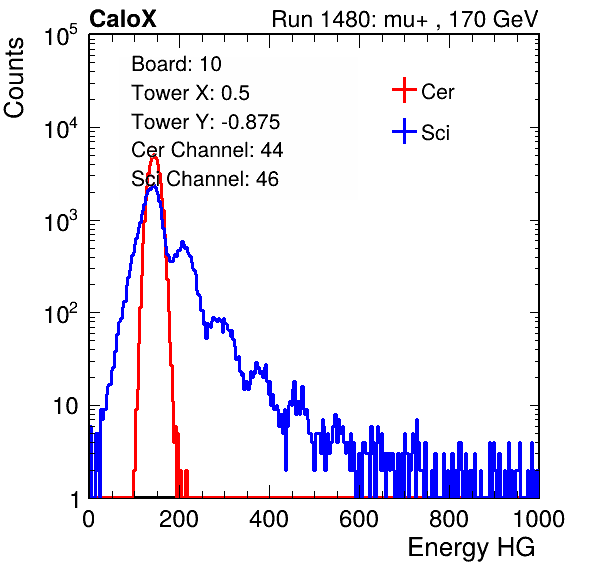 CaloX Run 1480: mu+ , 170 GeV
Counts
10^5
10^4
10^3
10^2
10
1
Board: 10
Tower X: 0.5
Tower Y: -0.875
Cer Channel: 44
Sci Channel: 46
Cer
Sci
0 200 400 600 800 1000
Energy HG